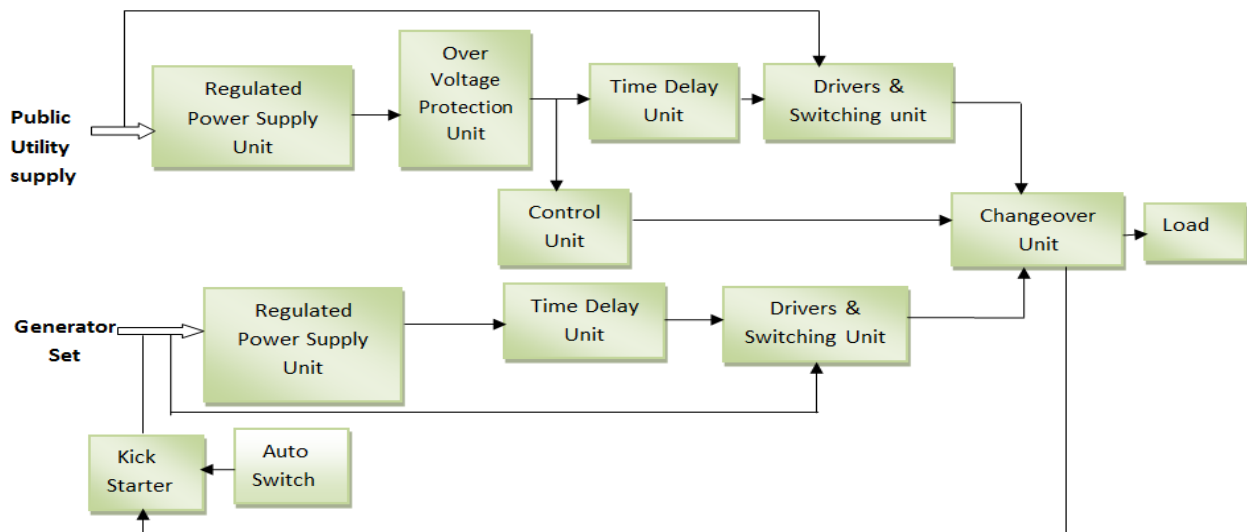 Public
Utility
supply
Regulated
Power Supply
Unit
Over
Voltage
Protection
Unit
Time Delay
Unit
Drivers &
Switching unit
Control
Unit
Changeover
Unit
Load
Generator
Set
Regulated
Power Supply
Unit
Time Delay
Unit
Drivers &
Switching Unit
Kick
Starter
Auto
Switch